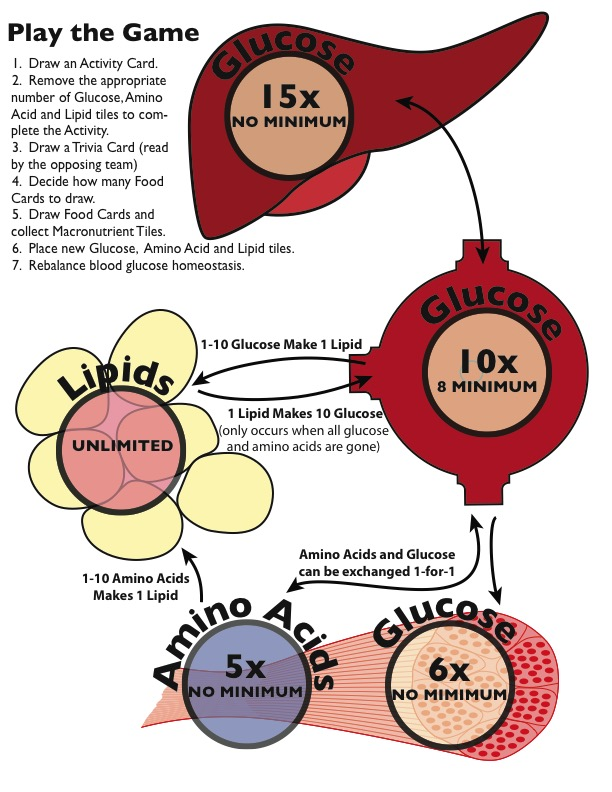 Play the Game
1. Draw an Activity Card.
2. Remove the appropriate
number of Glucose, Amino
Acid and Lipid tiles to com-
plete the Activity.
3. Draw a Trivia Card (read
by the opposing team)
4. Decide how many Food
Cards to draw.
5. Draw Food Cards and
collect Macronutrient Tiles.
6. Place new Glucose, Amino Acid and Lipid tiles.
7. Rebalance blood glucose homeostasis.
Glucose
15x
NO MINIMUM
Glucose
10x
8 MINIMUM
1-10 Glucose Make 1 Lipid
1 Lipid Makes 10 Glucose
(only occurs when all glucose
and amino acids are gone)
Lipids
UNLIMITED
Amino Acids and Glucose
can be exchanged 1-for-1
1-10 Amino Acids
Makes 1 Lipid
Amino Acids
5x
NO MINIMUM
Glucose
6x
NO MIMIMUM